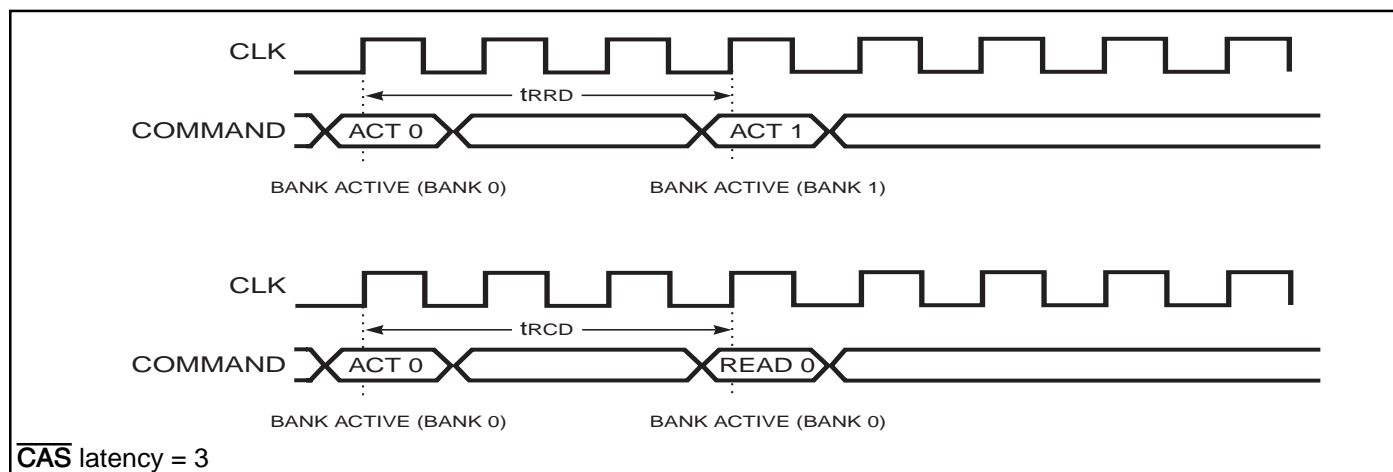 CLK
tRRD
COMMAND ACT 0 ACT 1
BANK ACTIVE (BANK 0) BANK ACTIVE (BANK 1)
CLK
tRCD
COMMAND ACT 0 READ 0
BANK ACTIVE (BANK 0) BANK ACTIVE (BANK 0)
C̅A̅S̅ latency = 3